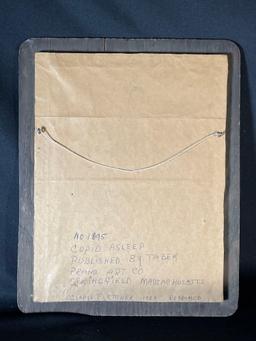 NO 1895
CUPID ASLEEP
PUBLISHED BY TABER
PRANG ART CO
SPRINGFIELD MASSACHUSETTS